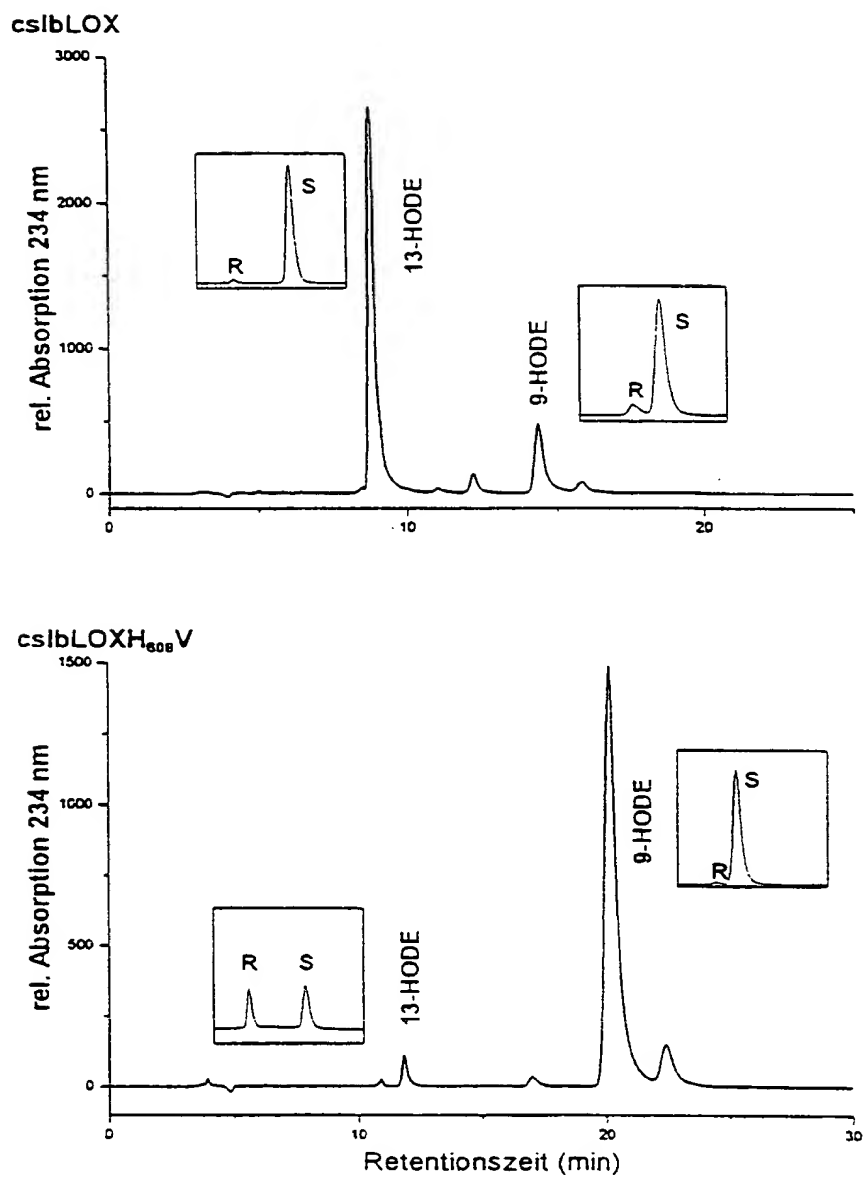 cslbLOX
3000
2000
1000
0
rel. Absorption 234 nm
R
S
13-HODE
9-HODE
R
S
0
10
20
cslbLOXH₆₀₈V
1500
1000
500
0
rel. Absorption 234 nm
R
S
13-HODE
9-HODE
R
S
0
10
20
30
Retentionszeit (min)